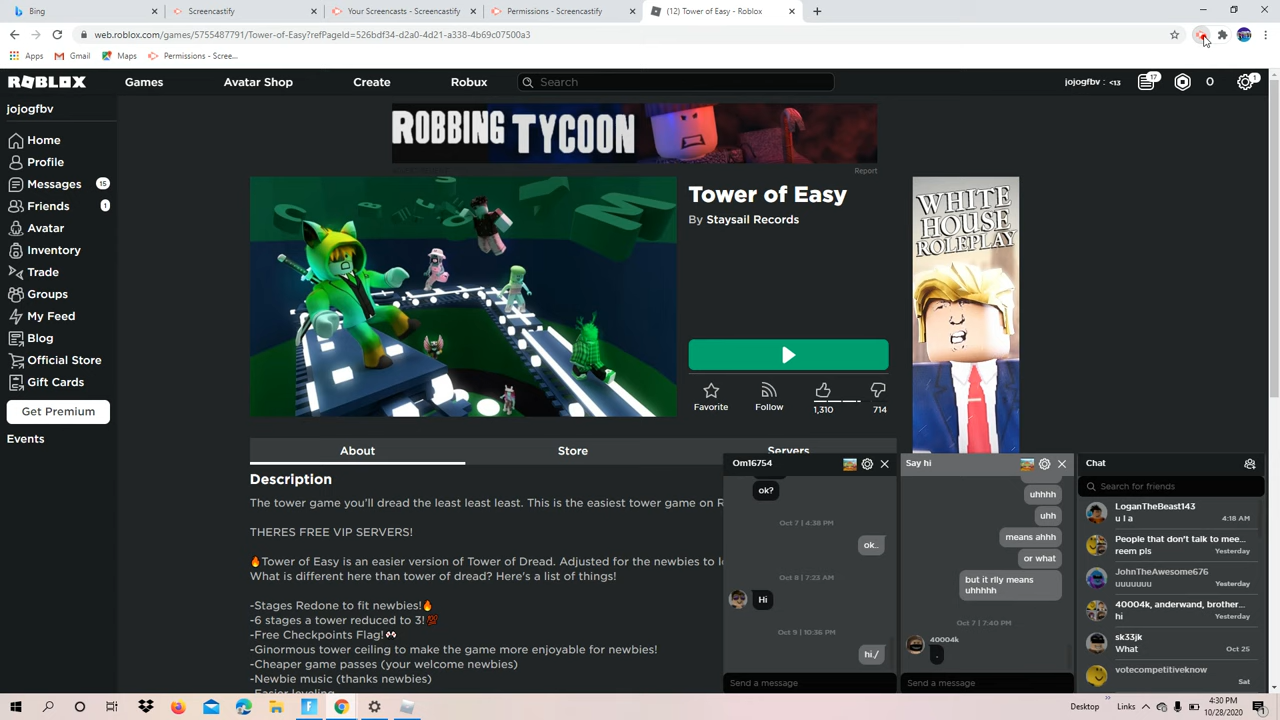 Bing
Screencastify
Your Screencasts - Screencastify
Permissions - Screencastify
12) Tower of Easy - Roblox
web.roblox.com/games/5755487791/Tower-of-Easy?refPageId=526bdf34-d2a0-4d21-a338-4b69c07500a3
Apps
Gmail
Maps
Permissions - Scree...
ROBLOX
Games
Avatar Shop
Create
Robux
Search
jojogfbv : <13
17
0
1
jojogfbv
Home
Profile
Messages 15
Friends 1
Avatar
Inventory
Trade
Groups
My Feed
Blog
Official Store
Gift Cards
Get Premium
Events
ROBBING TYCOON
Report
Tower of Easy
By Staysail Records
Favorite
Follow
1,310
714
WHITE
HOUSE
ROLEPLAY
About
Store
Servers
Description
The tower game you'll dread the least least least least. The easiest tower game on R
THERES FREE VIP SERVERS!
🔥Tower of Easy is an easier version of Tower of Dread. Adjusted for the newbies to l
What is different here than tower of dread? Here's a list of things!
-Stages Redone to fit newbies!🔥
-6 stages a tower reduced to 3!💯
-Free Checkpoints Flag!🎮
-Ginormous tower ceiling to make the game more enjoyable for newbies!
-Cheaper game passes (your welcome newbies)
-Newbie music (thanks newbies)
-Easier leveling
Om16754
ok?
Oct 7 | 4:38 PM
ok..
Oct 8 | 7:23 AM
Hi
Oct 9 | 10:36 PM
hi./
Send a message
Say hi
uhhhh
uhh
means ahhh
or what
but it rlly means
uhhhhh
Oct 7 | 7:40 PM
40004k
.
Send a message
Chat
Search for friends
LoganTheBeast143
u l a
4:18 AM
People that don't talk to mee...
reem pls
Yesterday
JohnTheAwesome676
uuuuuuu
Yesterday
40004k, anderwand, brother...
hi
Yesterday
sk33jk
What
Oct 25
votecompetitiveknow
Sat
Desktop
Links
4:30 PM
10/28/2020